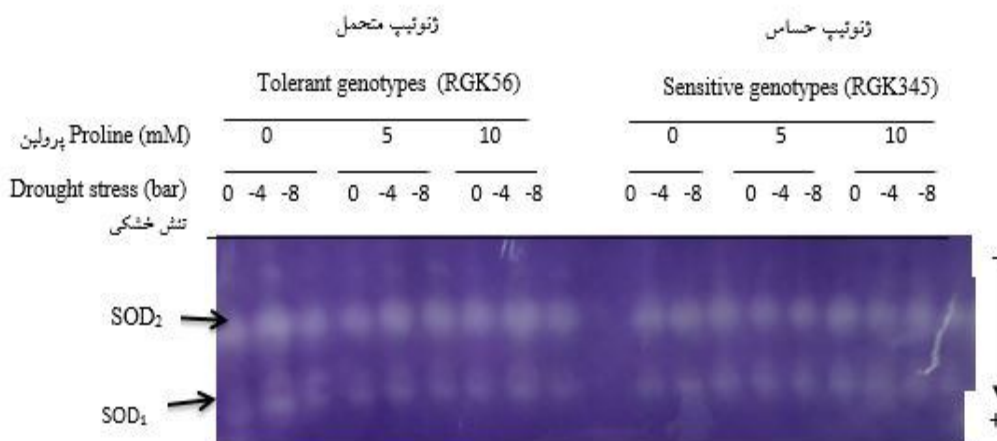 ژنوئیپ متحمل ژنوئیپ حساس
Tolerant genotypes (RGK56) Sensitive genotypes (RGK345)
پرولین Proline (mM) 0 5 10 0 5 10
Drought stress (bar) 0 -4 -8 0 -4 -8 0 -4 -8 0 -4 -8 0 -4 -8 0 -4 -8
تنش خشکی
-
SOD₂
SOD₁
+